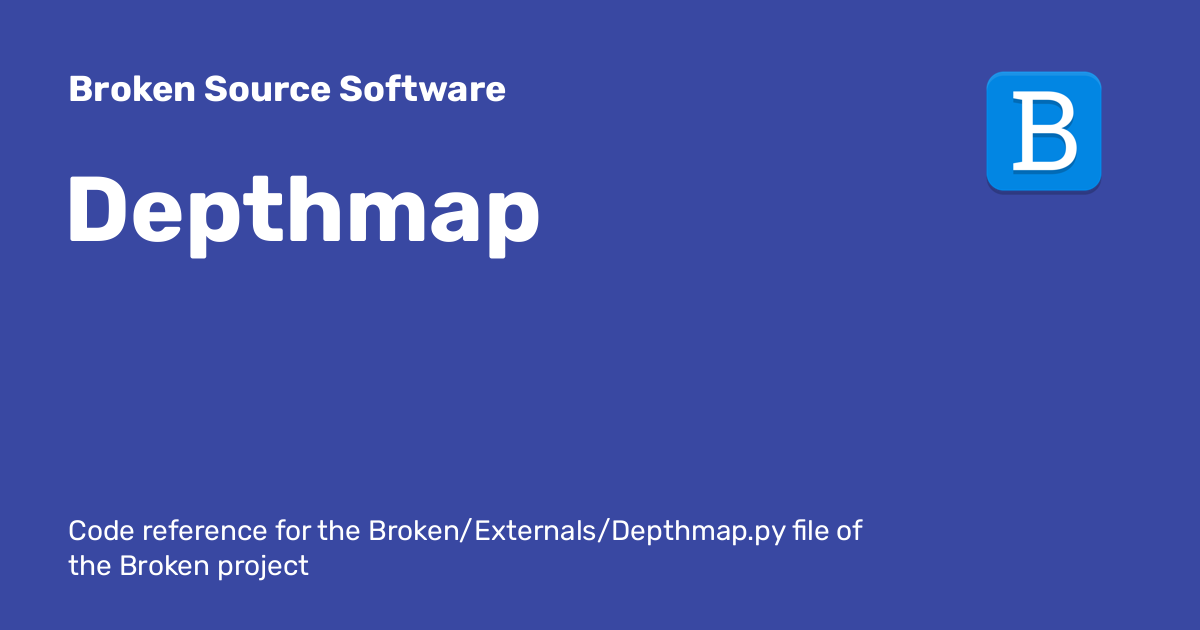 Broken Source Software
B
Depthmap
Code reference for the Broken/Externals/Depthmap.py file of
the Broken project